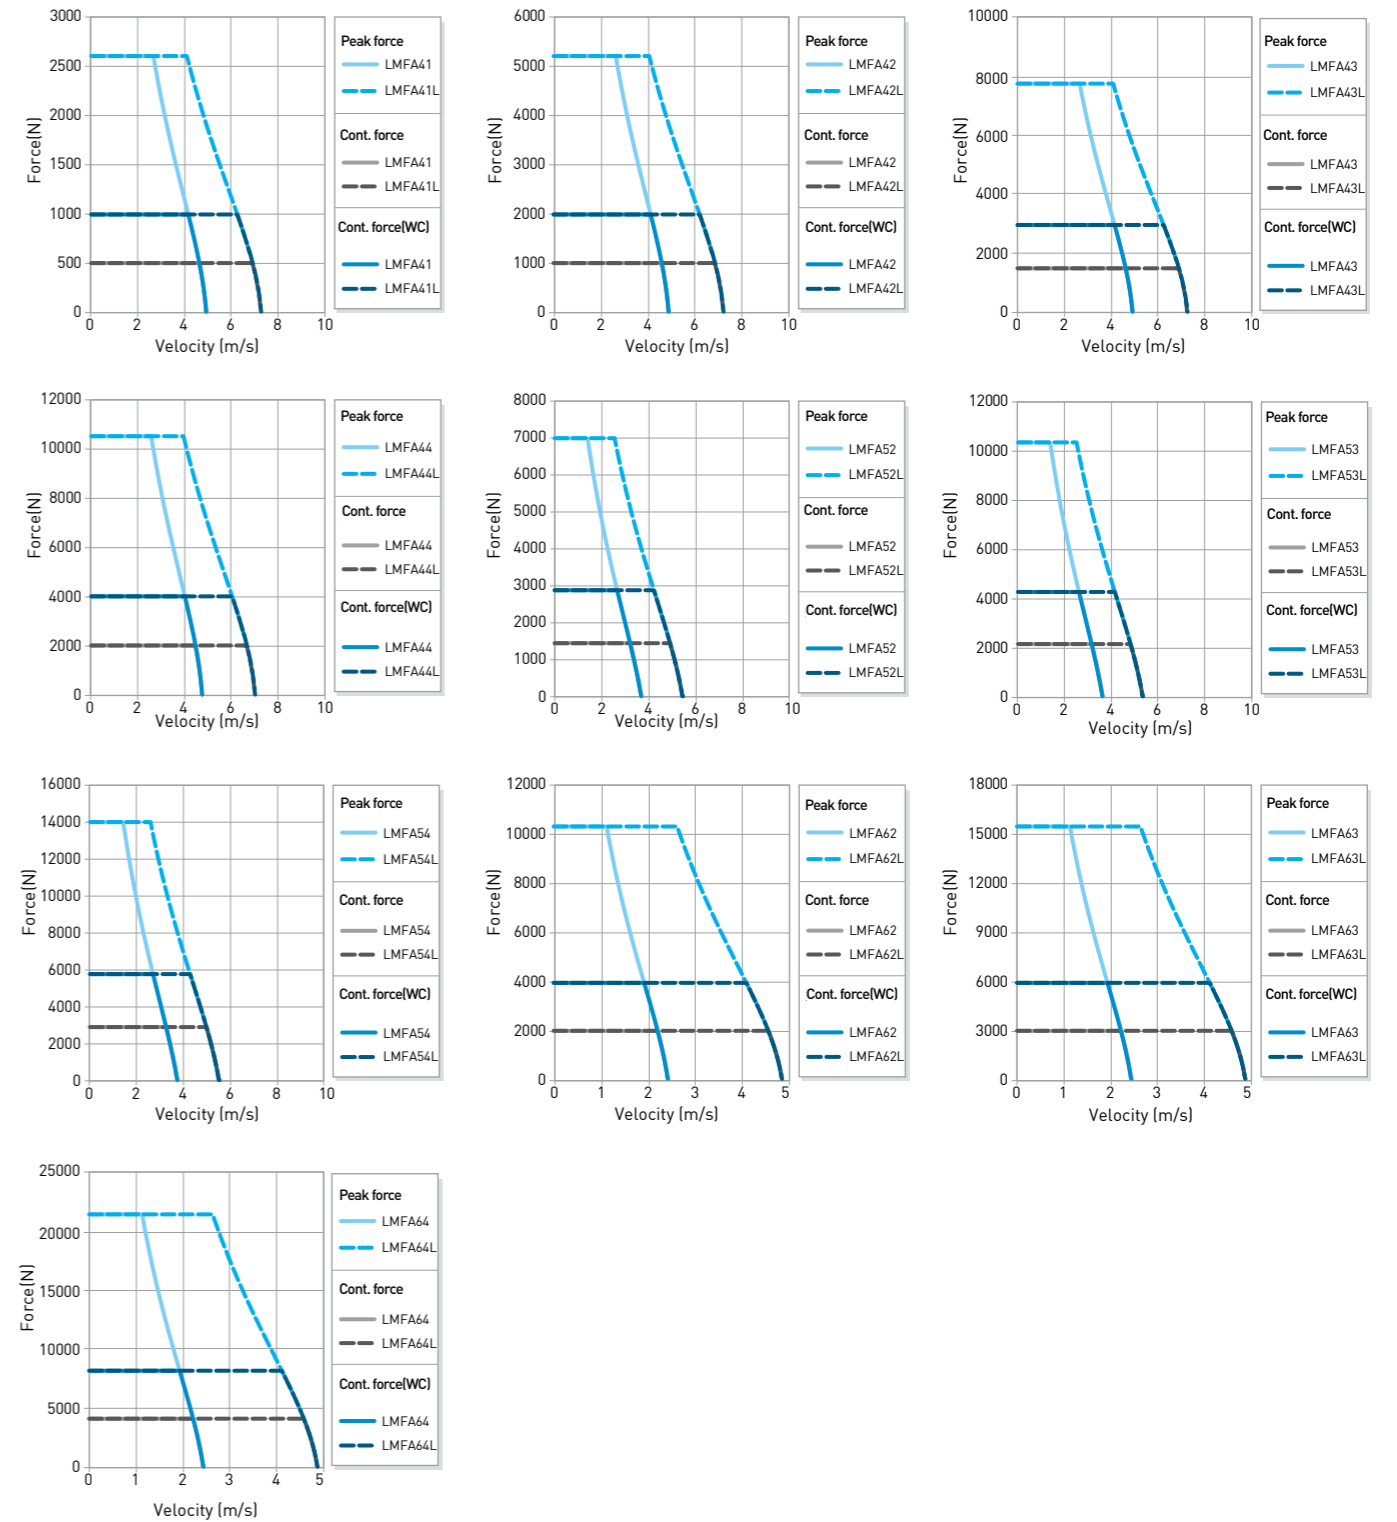 3000
2500
2000
1500
1000
500
0
Force(N)
0 2 4 6 8 10
Velocity (m/s)
Peak force
LMFA41
LMFA41L
Cont. force
LMFA41
LMFA41L
Cont. force(WC)
LMFA41
LMFA41L
6000
5000
4000
3000
2000
1000
0
Force(N)
0 2 4 6 8 10
Velocity (m/s)
Peak force
LMFA42
LMFA42L
Cont. force
LMFA42
LMFA42L
Cont. force(WC)
LMFA42
LMFA42L
10000
8000
6000
4000
2000
0
Force(N)
0 2 4 6 8 10
Velocity (m/s)
Peak force
LMFA43
LMFA43L
Cont. force
LMFA43
LMFA43L
Cont. force(WC)
LMFA43
LMFA43L
12000
10000
8000
6000
4000
2000
0
Force(N)
0 2 4 6 8 10
Velocity (m/s)
Peak force
LMFA44
LMFA44L
Cont. force
LMFA44
LMFA44L
Cont. force(WC)
LMFA44
LMFA44L
8000
7000
6000
5000
4000
3000
2000
1000
0
Force(N)
0 2 4 6 8 10
Velocity (m/s)
Peak force
LMFA52
LMFA52L
Cont. force
LMFA52
LMFA52L
Cont. force(WC)
LMFA52
LMFA52L
12000
10000
8000
6000
4000
2000
0
Force(N)
0 2 4 6 8 10
Velocity (m/s)
Peak force
LMFA53
LMFA53L
Cont. force
LMFA53
LMFA53L
Cont. force(WC)
LMFA53
LMFA53L
16000
14000
12000
10000
8000
6000
4000
2000
0
Force(N)
0 2 4 6 8 10
Velocity (m/s)
Peak force
LMFA54
LMFA54L
Cont. force
LMFA54
LMFA54L
Cont. force(WC)
LMFA54
LMFA54L
12000
10000
8000
6000
4000
2000
0
Force(N)
0 1 2 3 4 5
Velocity (m/s)
Peak force
LMFA62
LMFA62L
Cont. force
LMFA62
LMFA62L
Cont. force(WC)
LMFA62
LMFA62L
18000
15000
12000
9000
6000
3000
0
Force(N)
0 1 2 3 4 5
Velocity (m/s)
Peak force
LMFA63
LMFA63L
Cont. force
LMFA63
LMFA63L
Cont. force(WC)
LMFA63
LMFA63L
25000
20000
15000
10000
5000
0
Force(N)
0 1 2 3 4 5
Velocity (m/s)
Peak force
LMFA64
LMFA64L
Cont. force
LMFA64
LMFA64L
Cont. force(WC)
LMFA64
LMFA64L